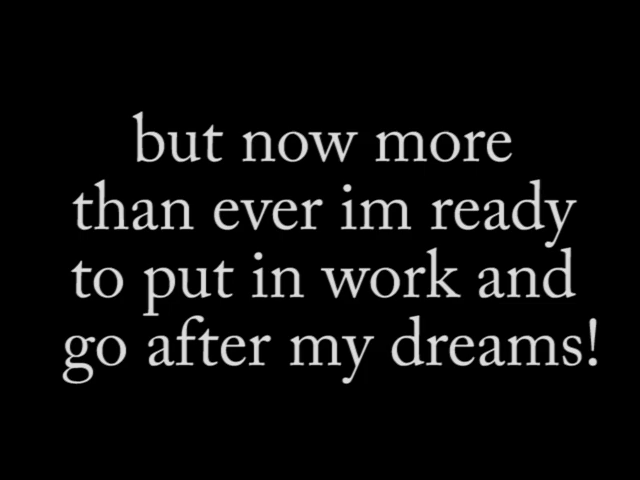 but now more
than ever im ready
to put in work and
go after my dreams!